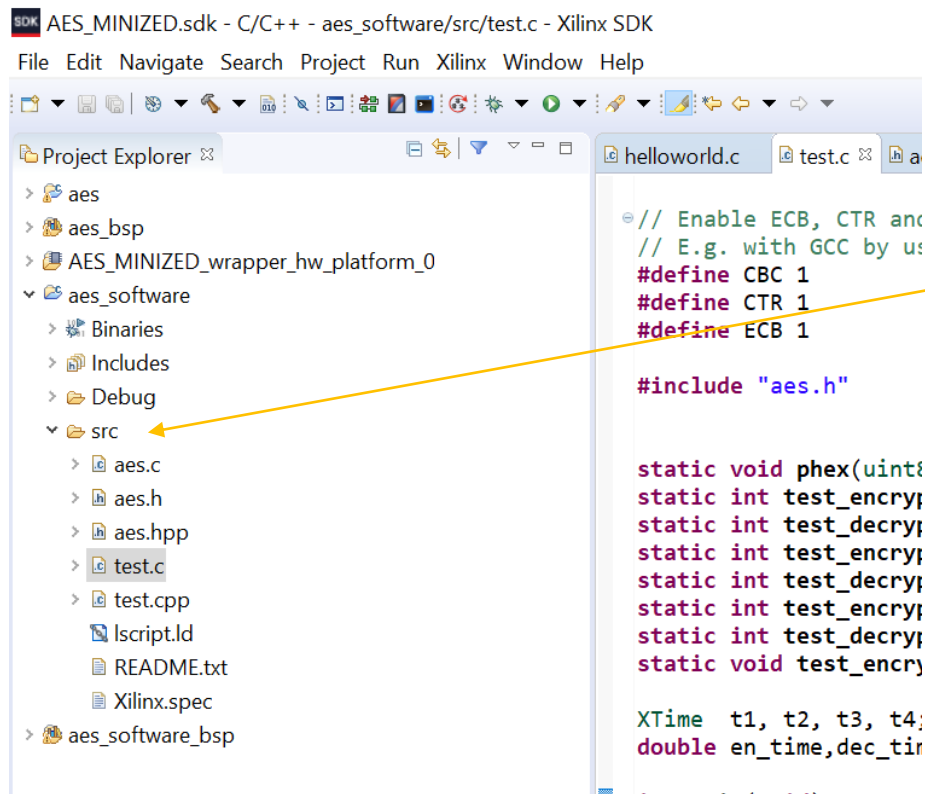 SDK AES_MINIZED.sdk - C/C++ - aes_software/src/test.c - Xilinx SDK
File Edit Navigate Search Project Run Xilinx Window Help
Project Explorer
helloworld.c test.c a
aes
aes_bsp
AES_MINIZED_wrapper_hw_platform_0
aes_software
Binaries
Includes
Debug
src
aes.c
aes.h
aes.hpp
test.c
test.cpp
lscript.ld
README.txt
Xilinx.spec
aes_software_bsp
// Enable ECB, CTR and
// E.g. with GCC by us
#define CBC 1
#define CTR 1
#define ECB 1
#include "aes.h"
static void phex(uint8
static int test_encryp
static int test_decryp
static int test_encryp
static int test_decryp
static int test_encryp
static int test_decryp
static void test_encry
XTime t1, t2, t3, t4;
double en_time,dec_tim